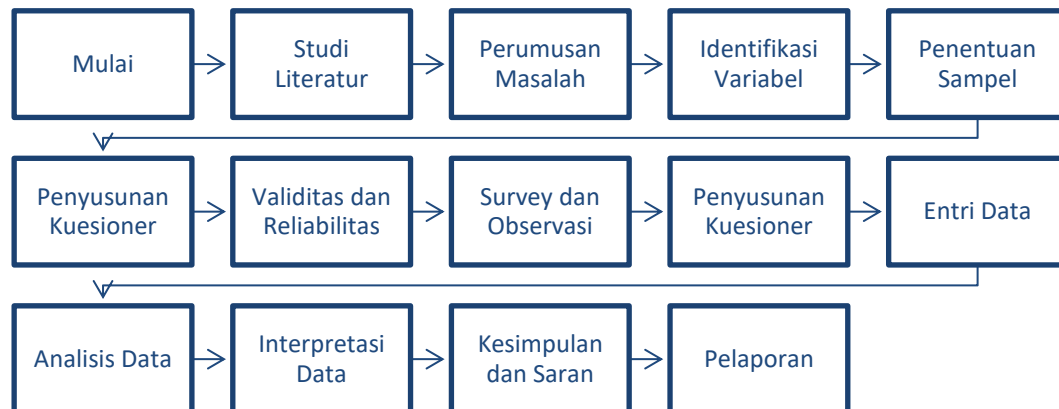 Mulai
Studi
Literatur
Perumusan
Masalah
Identifikasi
Variabel
Penentuan
Sampel
Penyusunan
Kuesioner
Validitas dan
Reliabilitas
Survey dan
Observasi
Penyusunan
Kuesioner
Entri Data
Analisis Data
Interpretasi
Data
Kesimpulan
dan Saran
Pelaporan